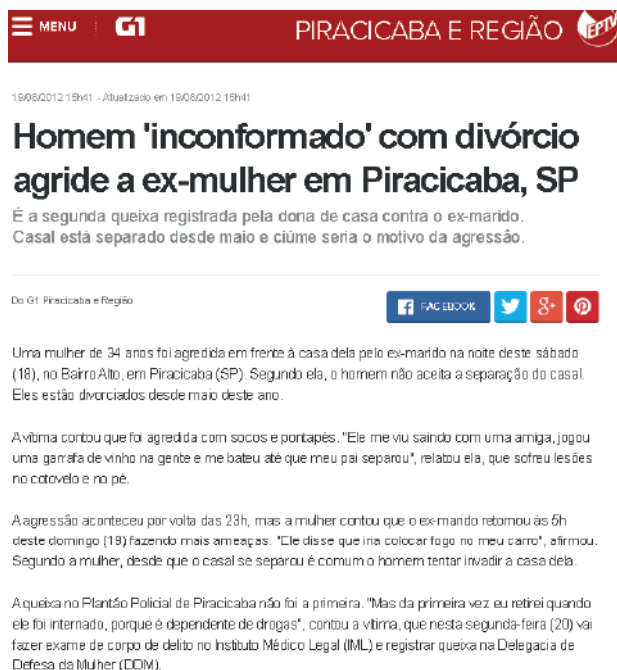 MENU G1 PIRACICABA E REGIÃO EPTV
19/08/2012 15h41 - Atualizado em 19/08/2012 15h41
Homem 'inconformado' com divórcio
agride a ex-mulher em Piracicaba, SP
É a segunda queixa registrada pela dona de casa contra o ex-marido.
Casal está separado desde maio e ciúme seria o motivo da agressão.
Do G1 Piracicaba e Região
FACEBOOK
Uma mulher de 34 anos foi agredida em frente à casa dela pelo ex-marido na noite deste sábado
(18), no Bairro Alto, em Piracicaba (SP). Segundo ela, o homem não aceita a separação do casal.
Eles estão divorciados desde maio deste ano.
A vítima contou que foi agredida com socos e pontapés. "Ele me viu saindo com uma amiga, jogou
uma garrafa de vinho na gente e me bateu até que meu pai separou", relatou ela, que sofreu lesões
no cotovelo e no pé.
A agressão aconteceu por volta das 23h, mas a mulher contou que o ex-marido retornou às 5h
deste domingo (19) fazendo mais ameaças. "Ele disse que iria colocar fogo no meu carro", afirmou.
Segundo a mulher, desde que o casal se separou é comum o homem tentar invadir a casa dela.
A queixa no Plantão Policial de Piracicaba não foi a primeira. "Mas da primeira vez eu retirei quando
ele foi internado, porque é dependente de drogas", contou a vítima, que nesta segunda-feira (20) vai
fazer exame de corpo de delito no Instituto Médico Legal (IML) e registrar queixa na Delegacia de
Defesa da Mulher (DDM).